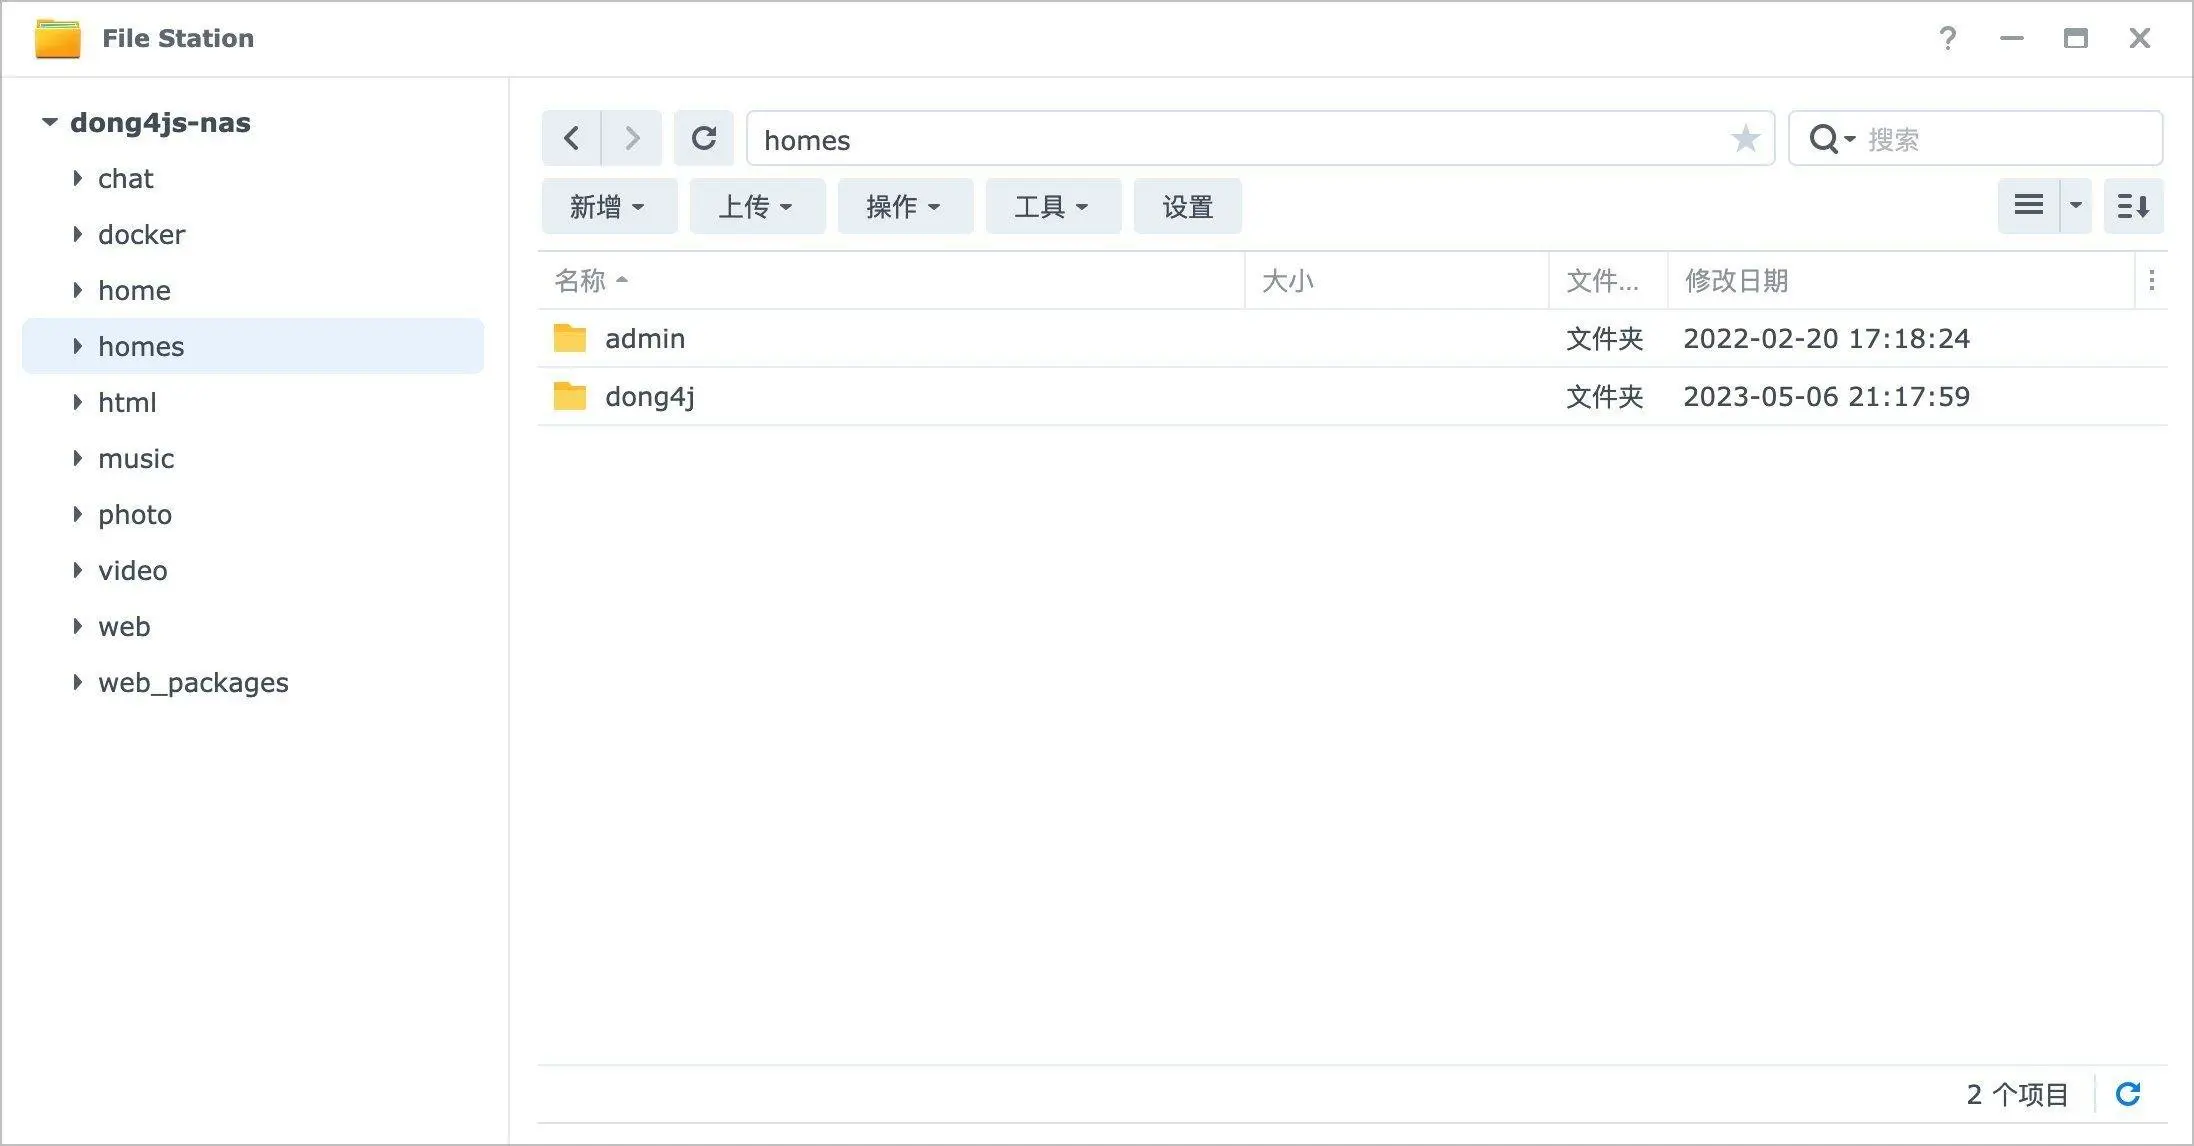 File Station
dong4js-nas
chat
docker
home
homes
html
music
photo
video
web
web_packages
homes
搜索
新增 上传 操作 工具 设置
名称 大小 文件... 修改日期
admin 文件夹 2022-02-20 17:18:24
dong4j 文件夹 2023-05-06 21:17:59
2 个项目